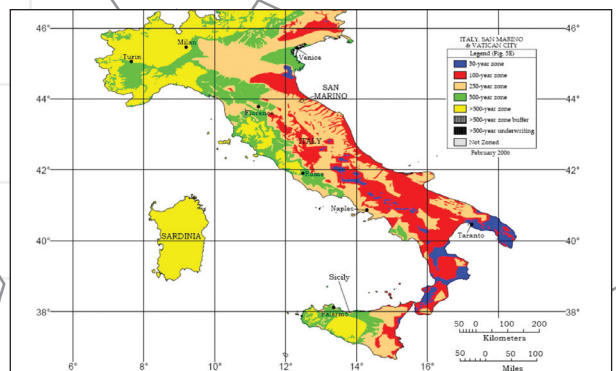 ITALY, SAN MARINO
& VATICAN CITY
Legend (Fig. 5E)
50-year zone
100-year zone
250-year zone
500-year zone
>500-year zone
>500-year zone buffer
>500-year underwriting
Not Zoned
February 2006
46°
46°
44°
44°
42°
42°
40°
40°
38°
38°
6°
8°
10°
12°
14°
16°
Milan
Turin
Venice
SAN
MARINO
Florence
ITALY
Rome
Naples
Taranto
SARDINIA
Sicily
Palermo
50 0 100 200
Kilometers
50 0 50 100
Miles